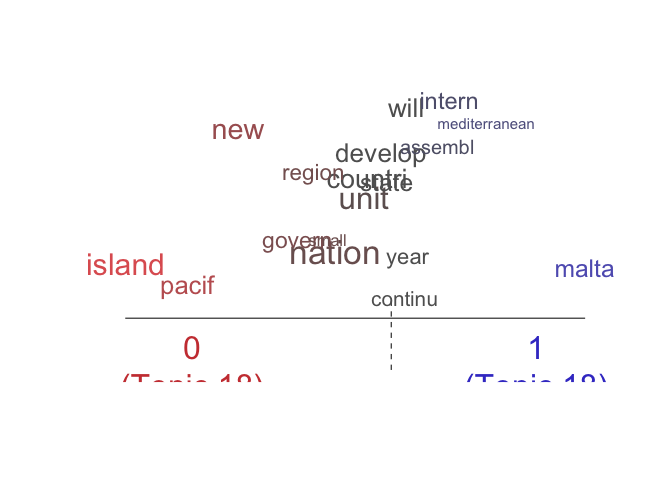 will
intern
new
mediterranean
assembl
develop
region
countri
state
unit
govern
small
nation
year
island
malta
pacif
continu
0
1
(Topic 18)
(Topic 18)